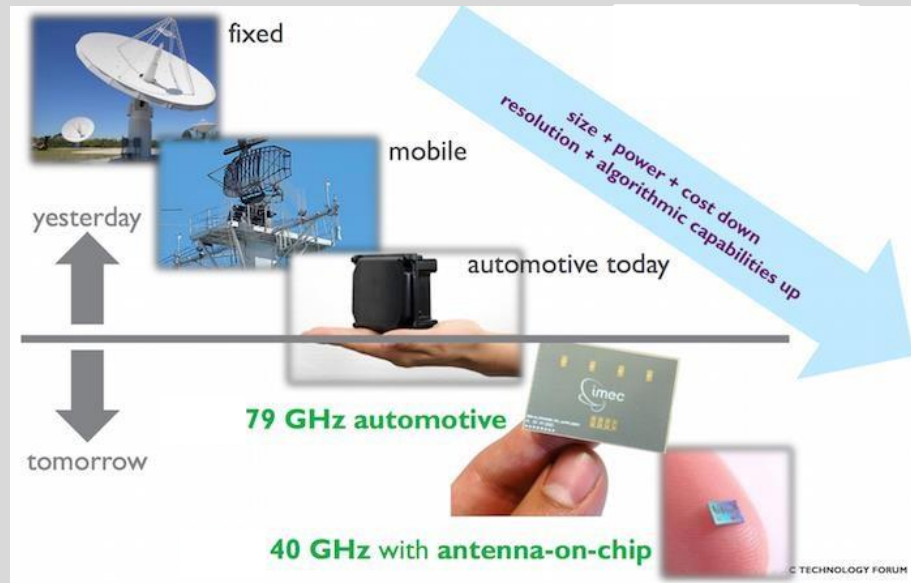 fixed
mobile
size + power + cost down
resolution + algorithmic capabilities up
yesterday
automotive today
imec
79 GHz automotive
tomorrow
40 GHz with antenna-on-chip
C TECHNOLOGY FORUM